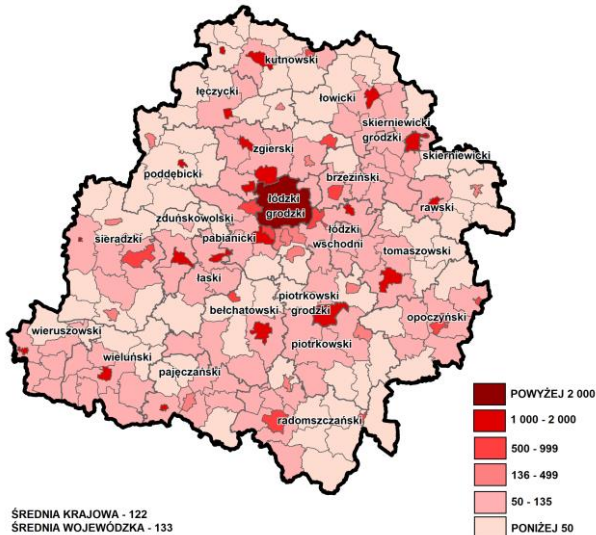 kutnowski
łęczycki
łowicki
skierniewicki
grodzki
skierniewicki
zgierski
poddębicki
brzeziński
łódzki
grodzki
rawski
zduńskowolski
łódzki
wschodni
sieradzki
pabianicki
tomaszowski
łaski
piotrkowski
grodzki
bełchatowski
opoczyński
wieruszowski
piotrkowski
wieluński
pajęczański
radomszczański
POWYŻEJ 2 000
1 000 - 2 000
500 - 999
136 - 499
50 - 135
PONIŻEJ 50
ŚREDNIA KRAJOWA - 122
ŚREDNIA WOJEWÓDZKA - 133